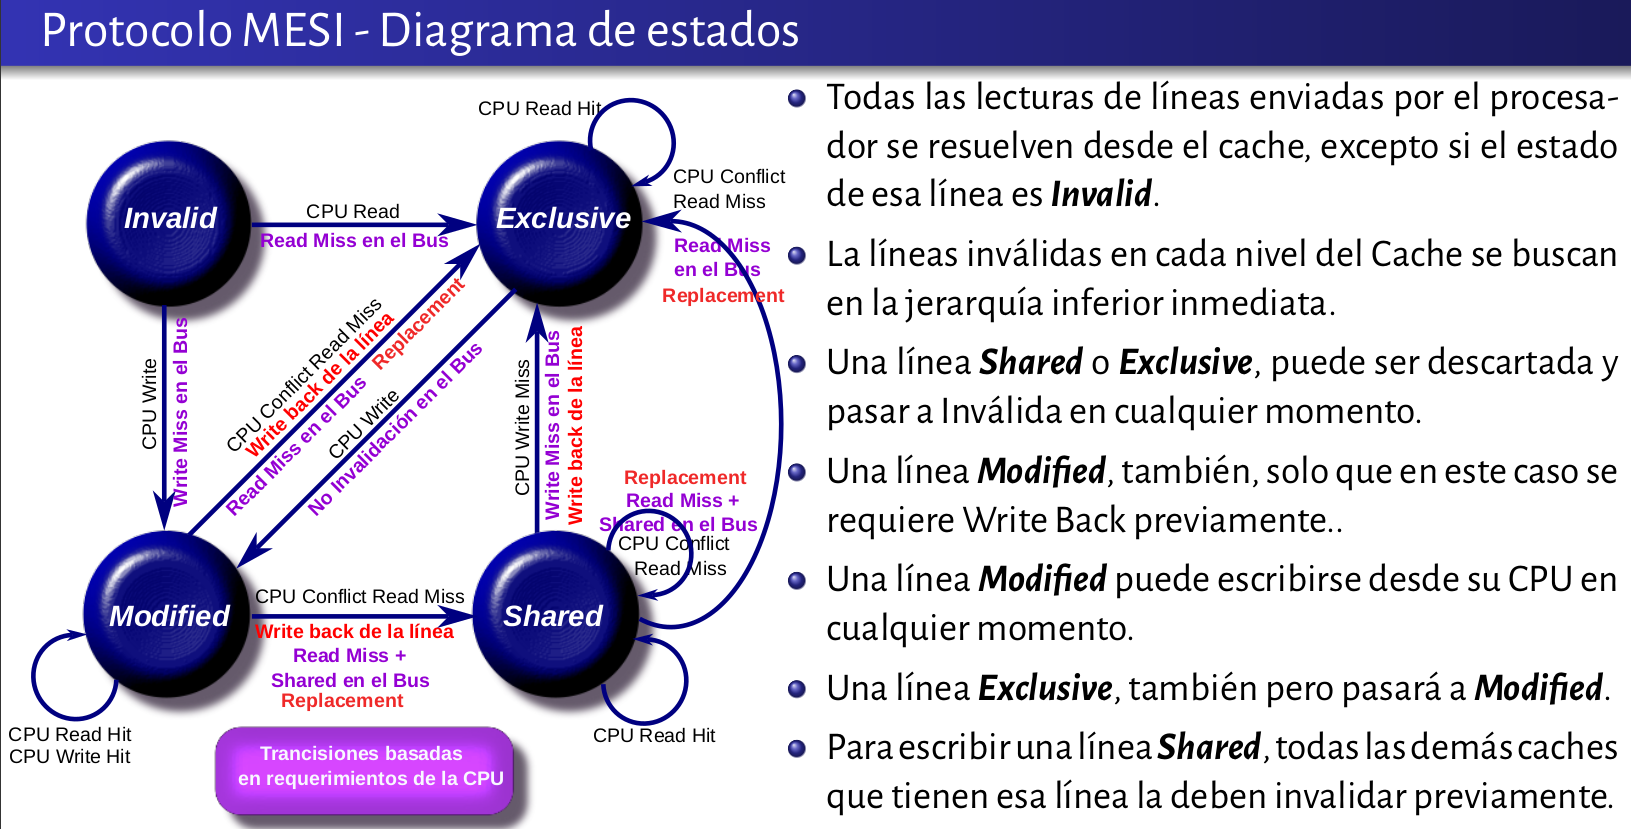 Protocolo MESI - Diagrama de estados
CPU Read Hit
Invalid
CPU Read
Read Miss en el Bus
Exclusive
CPU Conflict
Read Miss
Read Miss
en el Bus
Replacement
CPU Write
Write Miss en el Bus
CPU Conflict Read Miss
Write back de la línea
Replacement
Read Miss en el Bus
CPU Write
No Invalidación en el Bus
CPU Write Miss
Write Miss en el Bus
Write back de la línea
Replacement
Read Miss +
Shared en el Bus
CPU Conflict
Read Miss
Modified
CPU Conflict Read Miss
Write back de la línea
Read Miss +
Shared en el Bus
Replacement
Shared
CPU Read Hit
CPU Write Hit
CPU Read Hit
Trancisiones basadas
en requerimientos de la CPU
Todas las lecturas de líneas enviadas por el procesa-
dor se resuelven desde el cache, excepto si el estado
de esa línea es Invalid.
La líneas inválidas en cada nivel del Cache se buscan
en la jerarquía inferior inmediata.
Una línea Shared o Exclusive, puede ser descartada y
pasar a Inválida en cualquier momento.
Una línea Modified, también, solo que en este caso se
requiere Write Back previamente..
Una línea Modified puede escribirse desde su CPU en
cualquier momento.
Una línea Exclusive, también pero pasará a Modified.
Para escribir una línea Shared, todas las demás caches
que tienen esa línea la deben invalidar previamente.